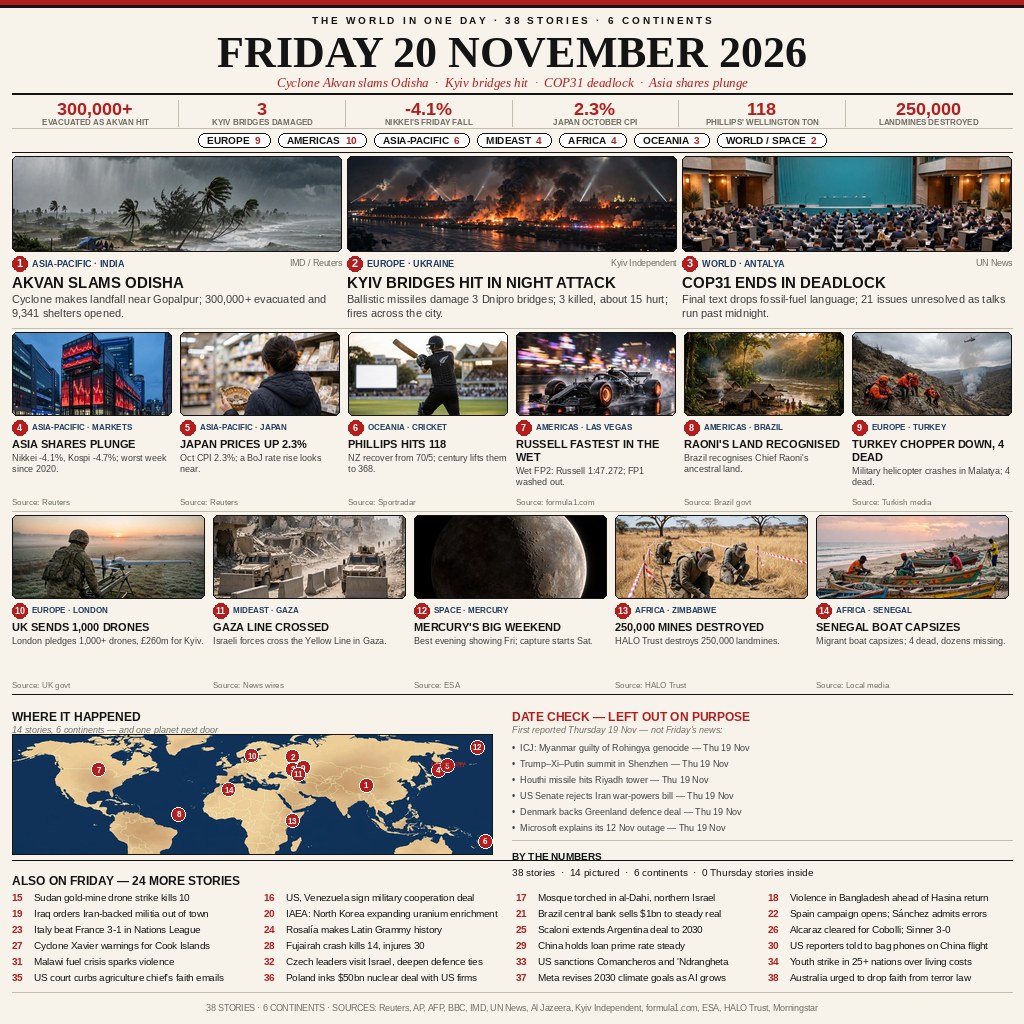 THE WORLD IN ONE DAY · 38 STORIES · 6 CONTINENTS
FRIDAY 20 NOVEMBER 2026
Cyclone Akvan slams Odisha · Kyiv bridges hit · COP31 deadlock · Asia shares plunge
300,000+
EVACUATED AS AKVAN HIT
3
KYIV BRIDGES DAMAGED
-4.1%
NIKKEI'S FRIDAY FALL
2.3%
JAPAN OCTOBER CPI
118
PHILLIPS' WELLINGTON TON
250,000
LANDMINES DESTROYED
EUROPE 9
AMERICAS 10
ASIA-PACIFIC 6
MIDEAST 4
AFRICA 4
OCEANIA 3
WORLD / SPACE 2
1 ASIA-PACIFIC · INDIA
IMD / Reuters
AKVAN SLAMS ODISHA
Cyclone makes landfall near Gopalpur; 300,000+ evacuated and
9,341 shelters opened.
2 EUROPE · UKRAINE
Kyiv Independent
KYIV BRIDGES HIT IN NIGHT ATTACK
Ballistic missiles damage 3 Dnipro bridges; 3 killed, about 15 hurt;
fires across the city.
3 WORLD · ANTALYA
UN News
COP31 ENDS IN DEADLOCK
Final text drops fossil-fuel language; 21 issues unresolved as talks
run past midnight.
4 ASIA-PACIFIC · MARKETS
ASIA SHARES PLUNGE
Nikkei -4.1%, Kospi -4.7%; worst week
since 2020.
Source: Reuters
5 ASIA-PACIFIC · JAPAN
JAPAN PRICES UP 2.3%
Oct CPI 2.3%; a BoJ rate rise looks
near.
Source: Reuters
6 OCEANIA · CRICKET
PHILLIPS HITS 118
NZ recover from 70/5; century lifts them
to 368.
Source: Sportradar
7 AMERICAS · LAS VEGAS
RUSSELL FASTEST IN THE
WET
Wet FP2: Russell 1:47.272; FP1
washed out.
Source: formula1.com
8 AMERICAS · BRAZIL
RAONI'S LAND RECOGNISED
Brazil recognises Chief Raoni's
ancestral land.
Source: Brazil govt
9 EUROPE · TURKEY
TURKEY CHOPPER DOWN, 4
DEAD
Military helicopter crashes in Malatya; 4
dead.
Source: Turkish media
10 EUROPE · LONDON
UK SENDS 1,000 DRONES
London pledges 1,000+ drones, £260m for Kyiv.
Source: UK govt
11 MIDEAST · GAZA
GAZA LINE CROSSED
Israeli forces cross the Yellow Line in Gaza.
Source: News wires
12 SPACE · MERCURY
MERCURY'S BIG WEEKEND
Best evening showing Fri; capture starts Sat.
Source: ESA
13 AFRICA · ZIMBABWE
250,000 MINES DESTROYED
HALO Trust destroys 250,000 landmines.
Source: HALO Trust
14 AFRICA · SENEGAL
SENEGAL BOAT CAPSIZES
Migrant boat capsizes; 4 dead, dozens missing.
Source: Local media
WHERE IT HAPPENED
14 stories, 6 continents — and one planet next door
7
10
2
11
14
8
13
1
4
5
12
6
DATE CHECK — LEFT OUT ON PURPOSE
First reported Thursday 19 Nov — not Friday's news:
• ICJ: Myanmar guilty of Rohingya genocide — Thu 19 Nov
• Trump–Xi–Putin summit in Shenzhen — Thu 19 Nov
• Houthi missile hits Riyadh tower — Thu 19 Nov
• US Senate rejects Iran war-powers bill — Thu 19 Nov
• Denmark backs Greenland defence deal — Thu 19 Nov
• Microsoft explains its 12 Nov outage — Thu 19 Nov
BY THE NUMBERS
38 stories · 14 pictured · 6 continents · 0 Thursday stories inside
ALSO ON FRIDAY — 24 MORE STORIES
15 Sudan gold-mine drone strike kills 10
16 US, Venezuela sign military cooperation deal
17 Mosque torched in al-Dahi, northern Israel
18 Violence in Bangladesh ahead of Hasina return
19 Iraq orders Iran-backed militia out of town
20 IAEA: North Korea expanding uranium enrichment
21 Brazil central bank sells $1bn to steady real
22 Spain campaign opens; Sánchez admits errors
23 Italy beat France 3-1 in Nations League
24 Rosalía makes Latin Grammy history
25 Scaloni extends Argentina deal to 2030
26 Alcaraz cleared for Cobolli; Sinner 3-0
27 Cyclone Xavier warnings for Cook Islands
28 Fujairah crash kills 14, injures 30
29 China holds loan prime rate steady
30 US reporters told to bag phones on China flight
31 Malawi fuel crisis sparks violence
32 Czech leaders visit Israel, deepen defence ties
33 US sanctions Comancheros and 'Ndrangheta
34 Youth strike in 25+ nations over living costs
35 US court curbs agriculture chief's faith emails
36 Poland inks $50bn nuclear deal with US firms
37 Meta revises 2030 climate goals as AI grows
38 Australia urged to drop faith from terror law
38 STORIES · 6 CONTINENTS · SOURCES: Reuters, AP, AFP, BBC, IMD, UN News, Al Jazeera, Kyiv Independent, formula1.com, ESA, HALO Trust, Morningstar